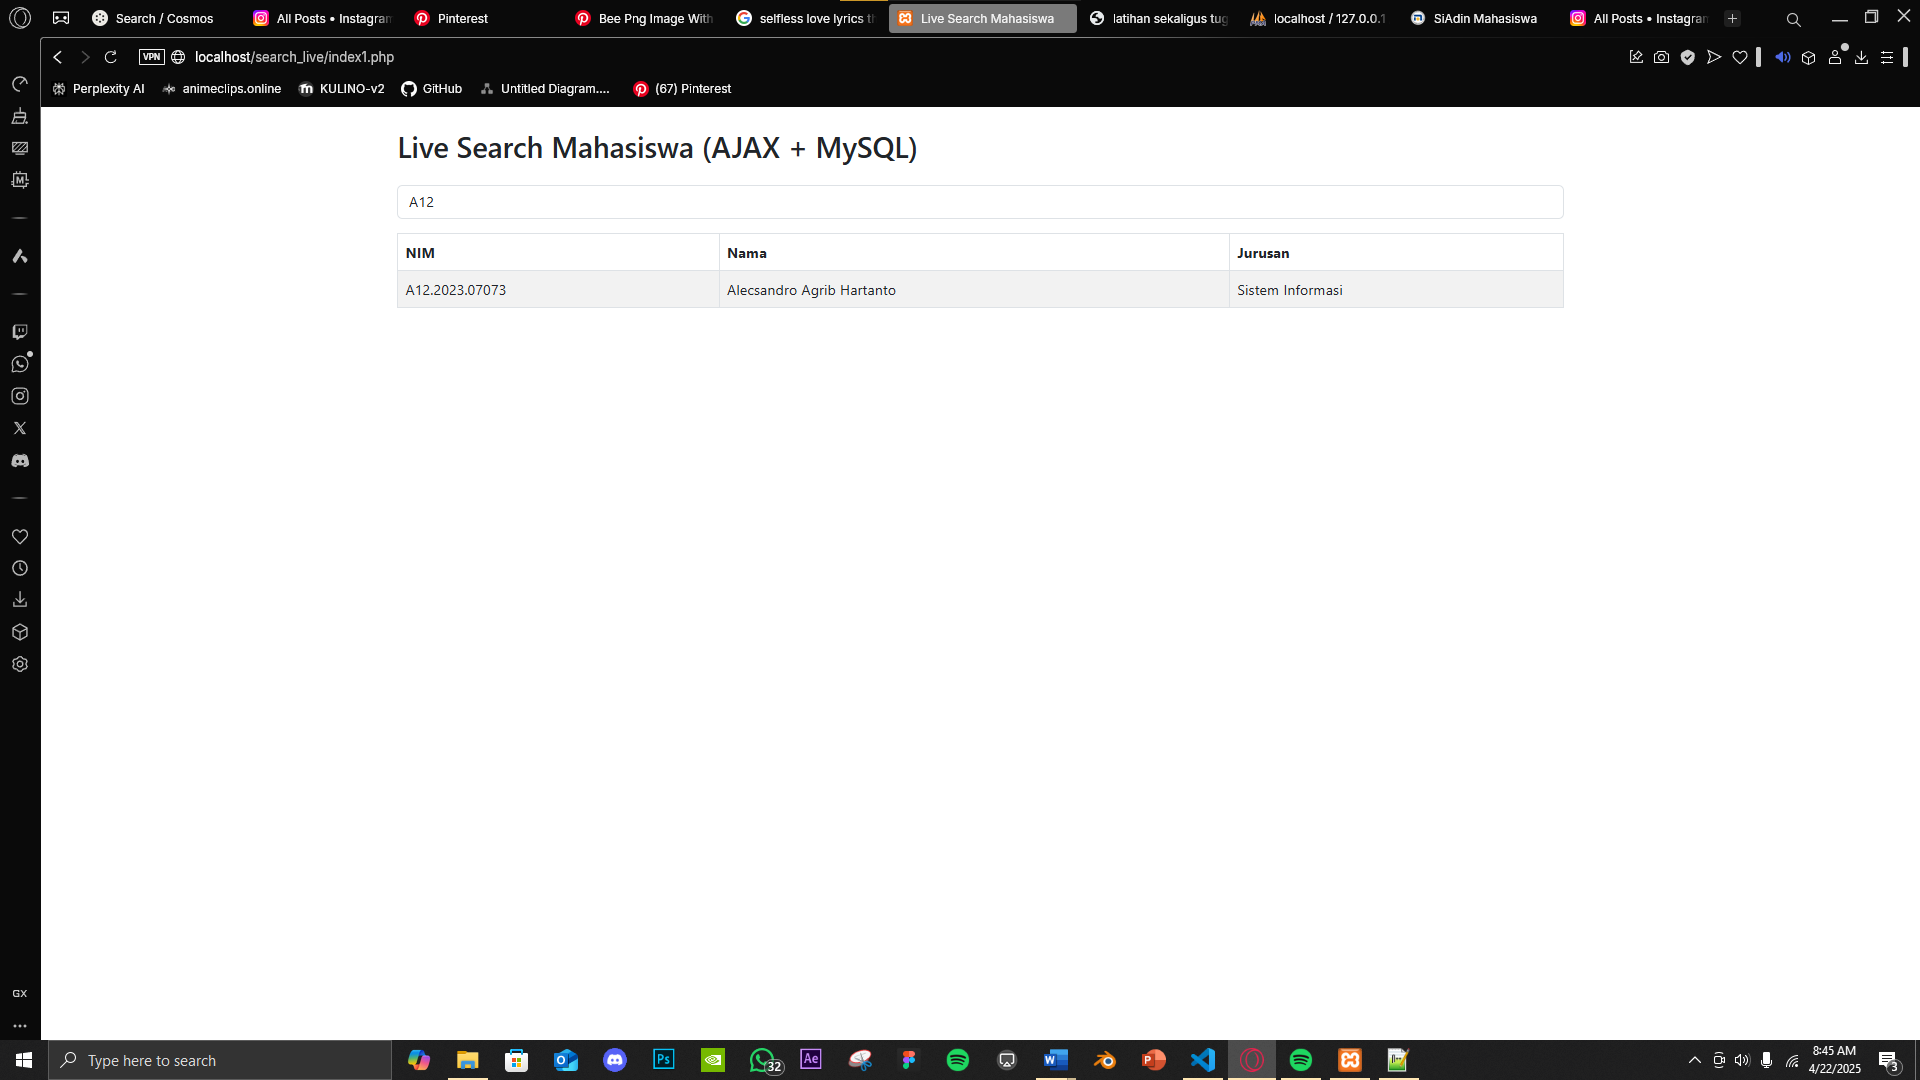 Search / Cosmos
All Posts • Instagram
Pinterest
Bee Png Image With
selfless love lyrics th
Live Search Mahasiswa
latihan sekaligus tug
localhost / 127.0.0.1
SiAdin Mahasiswa
All Posts • Instagram
VPN
localhost/search_live/index1.php
Perplexity AI
animeclips.online
KULINO-v2
GitHub
Untitled Diagram....
(67) Pinterest
Live Search Mahasiswa (AJAX + MySQL)
A12
NIM Nama Jurusan
A12.2023.07073 Alecsandro Agrib Hartanto Sistem Informasi
GX
Type here to search
32
8:45 AM
4/22/2025
3